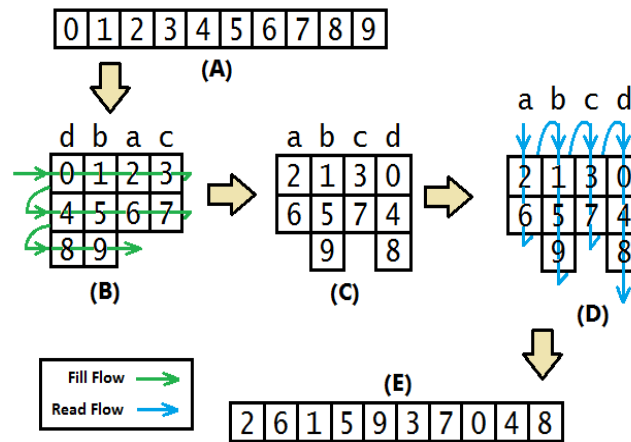 0 1 2 3 4 5 6 7 8 9
(A)
d b a c
0 1 2 3
4 5 6 7
8 9
(B)
a b c d
2 1 3 0
6 5 7 4
9 8
(C)
a b c d
2 1 3 0
6 5 7 4
9 8
(D)
Fill Flow
Read Flow
(E)
2 6 1 5 9 3 7 0 4 8